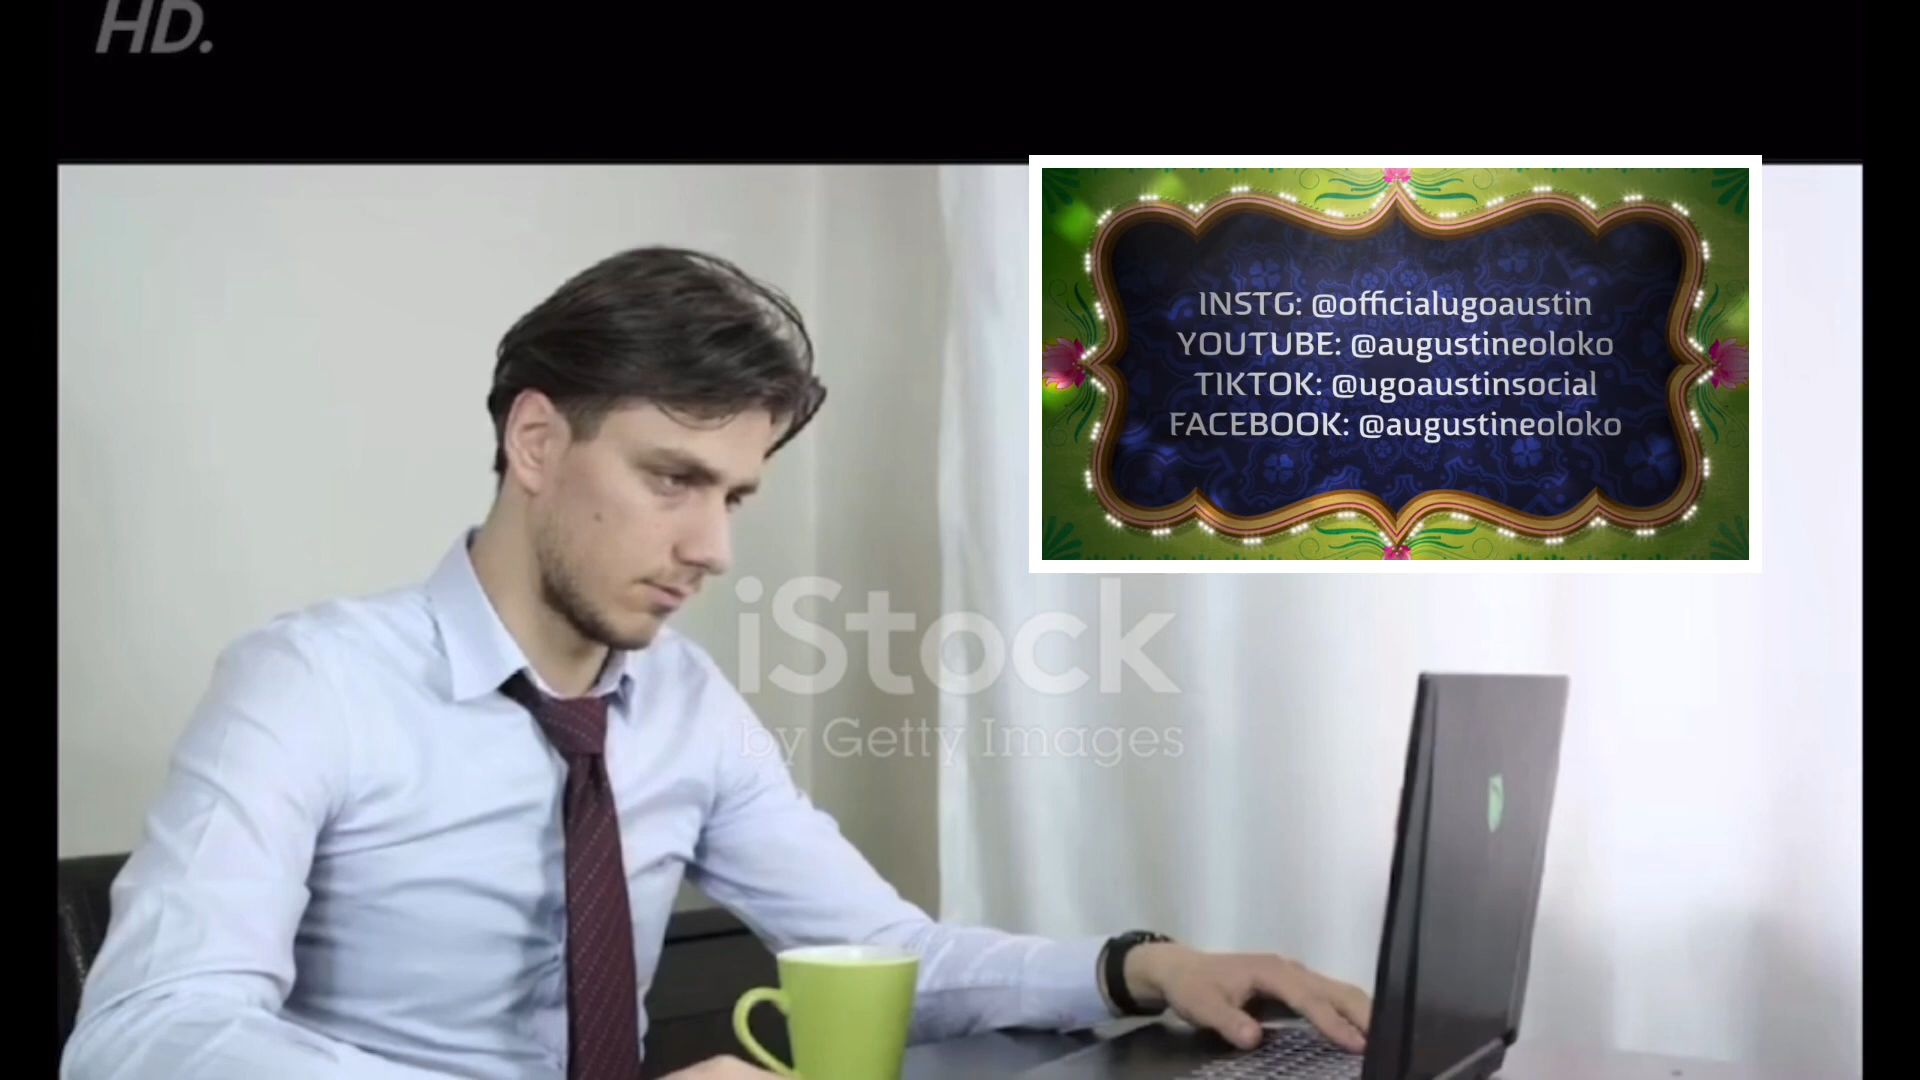 HD.
INSTG: @officialugoaustin
YOUTUBE: @augustineoloko
TIKTOK: @ugoaustinsocial
FACEBOOK: @augustineoloko
iStock
by Getty Images